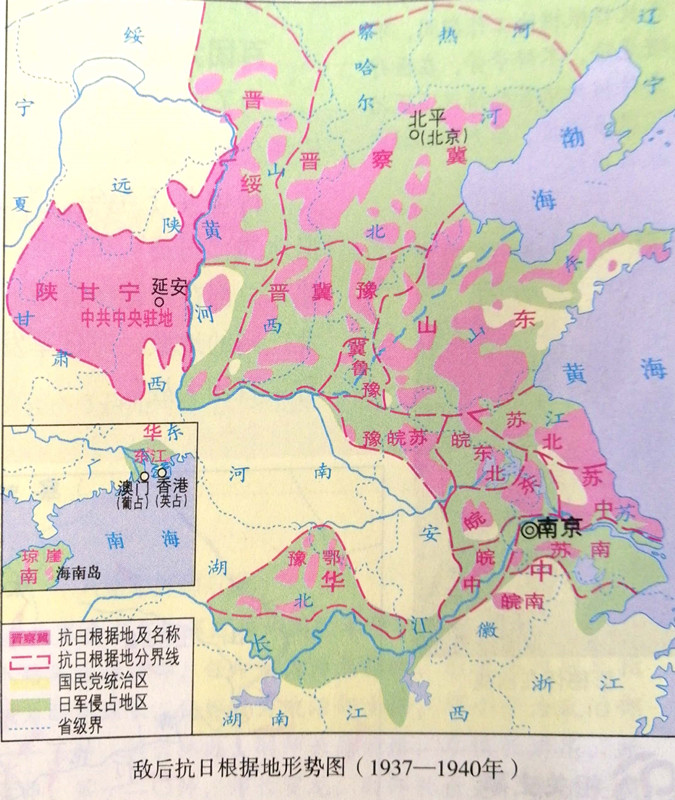 绥
察哈尔
热 河
辽宁
宁夏
远
晋绥
陕
黄
山
晋 察 冀
北平
(北京)
河
北
渤
海
陕 甘 宁
延安
中共中央驻地
甘
肃
河
西
西
晋 冀 豫
冀鲁豫
山 东
山
东
黄 海
豫 皖 苏
皖东北
苏
江
北
苏中
苏
河 南
安
徽
皖
东
皖中
南京
苏 南
华
中
皖南
豫 鄂
北
湖
长
江
湖 南
江 西
浙 江
华
东
东江
广
澳门
(葡占)
香港
(英占)
南 海
琼崖
南
海南岛
晋察冀 抗日根据地及名称
抗日根据地分界线
国民党统治区
日军侵占地区
省级界
敌后抗日根据地形势图（1937—1940年）